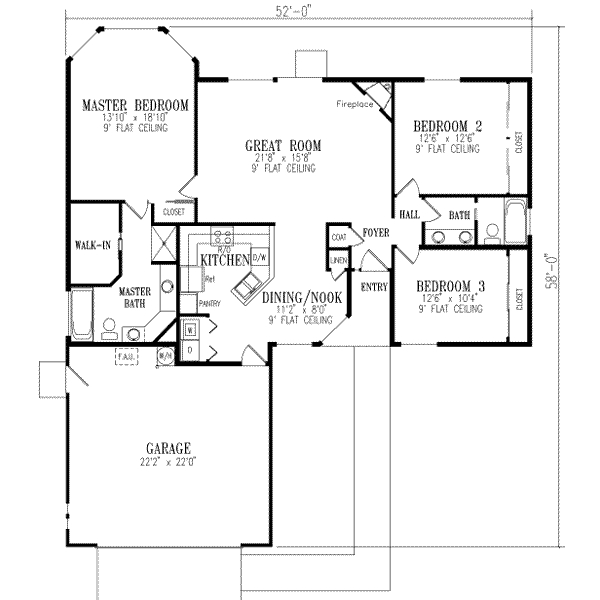 52'-0"
MASTER BEDROOM
13'10" x 18'10"
9' FLAT CEILING
Fireplace
GREAT ROOM
21'8" x 15'8"
9' FLAT CEILING
BEDROOM 2
12'6" x 12'6"
9' FLAT CEILING
CLOSET
CLOSET
HALL
BATH
WALK-IN
R/O
KITCHEN
D/W
COAT
FOYER
LINEN
58'-0"
Ref.
PANTRY
MASTER
BATH
DINING/NOOK
11'2" x 8'0"
9' FLAT CEILING
ENTRY
BEDROOM 3
12'6" x 10'4"
9' FLAT CEILING
CLOSET
W
D
F.A.U.
W/H
GARAGE
22'2" x 22'0"